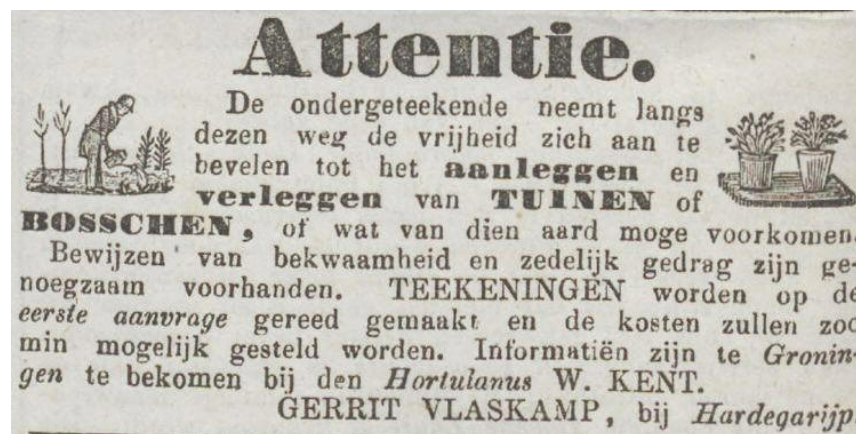 Attentie.
De ondergeteekende neemt langs
dezen weg de vrijheid zich aan te
bevelen tot het aanleggen en
verleggen van TUINEN of
BOSSCHEN, of wat van dien aard moge voorkomen.
Bewijzen van bekwaamheid en zedelijk gedrag zijn ge-
noegzaam voorhanden. TEEKENINGEN worden op de
eerste aanvrage gereed gemaakt en de kosten zullen zoo
min mogelijk gesteld worden. Informatiën zijn te Gronin-
gen te bekomen bij den Hortulanus W. KENT.
GERRIT VLASKAMP, bij Hardegarijp.